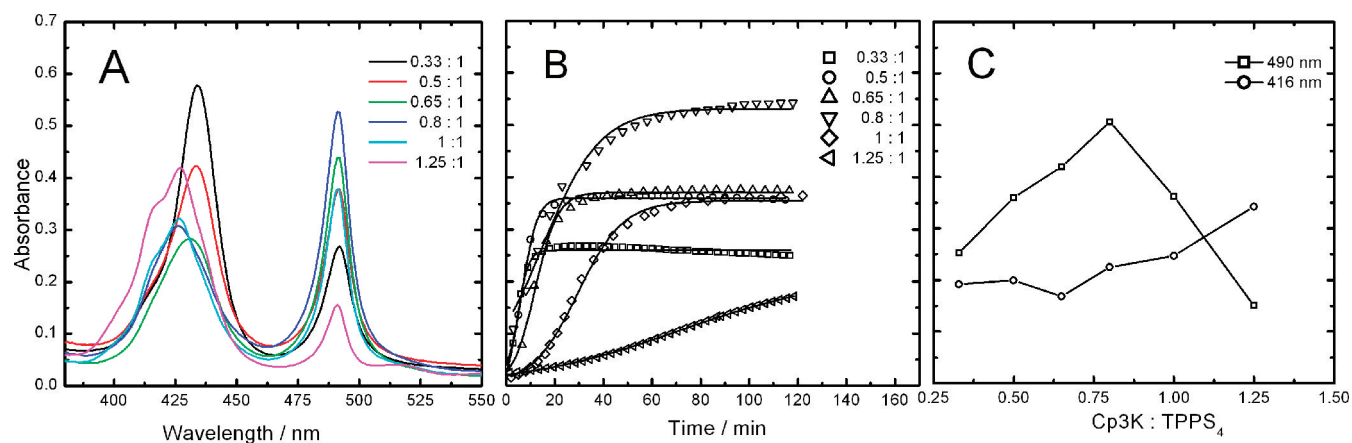 A
0.33 : 1
0.5 : 1
0.65 : 1
0.8 : 1
1 :1
1.25 :1
Absorbance
0.7
0.6
0.5
0.4
0.3
0.2
0.1
0.0
400 425 450 475 500 525 550
Wavelength / nm
B
0.33 : 1
0.5 :1
0.65 : 1
0.8 : 1
1 : 1
1.25 : 1
0 20 40 60 80 100 120 140
Time / min
C
490 nm
416 nm
0.25 0.50 0.75 1.00 1.25 1.50
Cp3K : TPPS₄